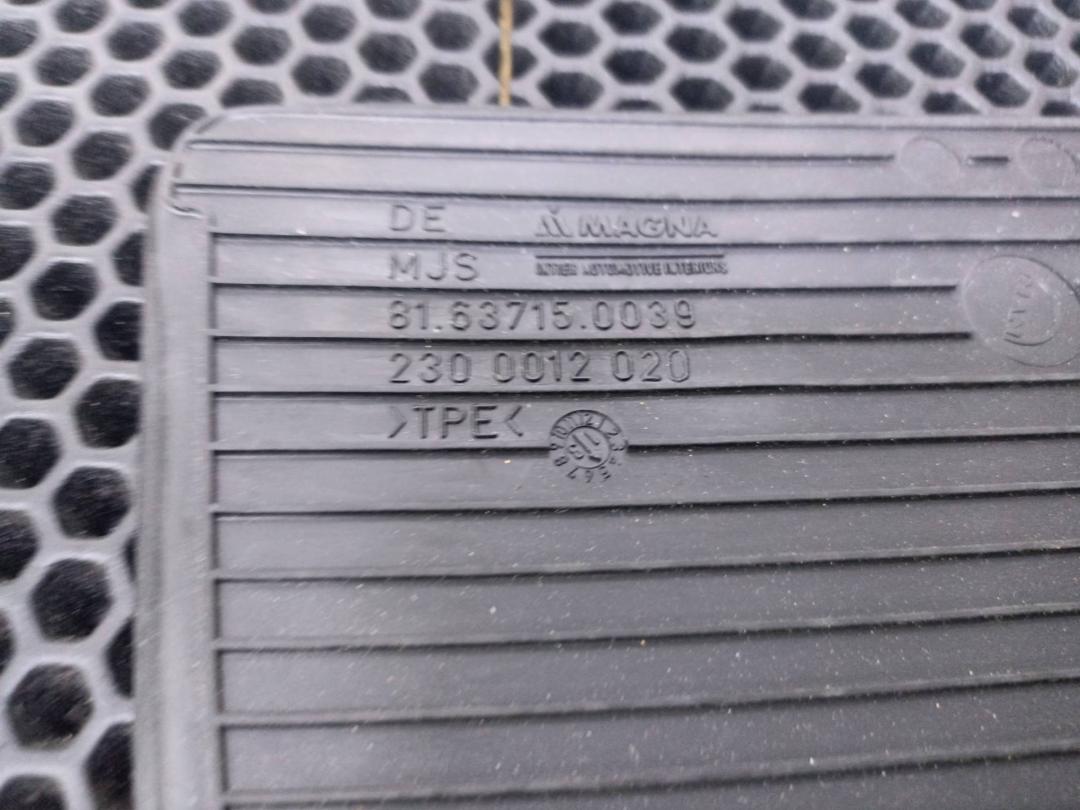 DE MAGNA
MJS INTIER AUTOMOTIVE INTERIORS
81.63715.0039
230 0012 020
>TPE<